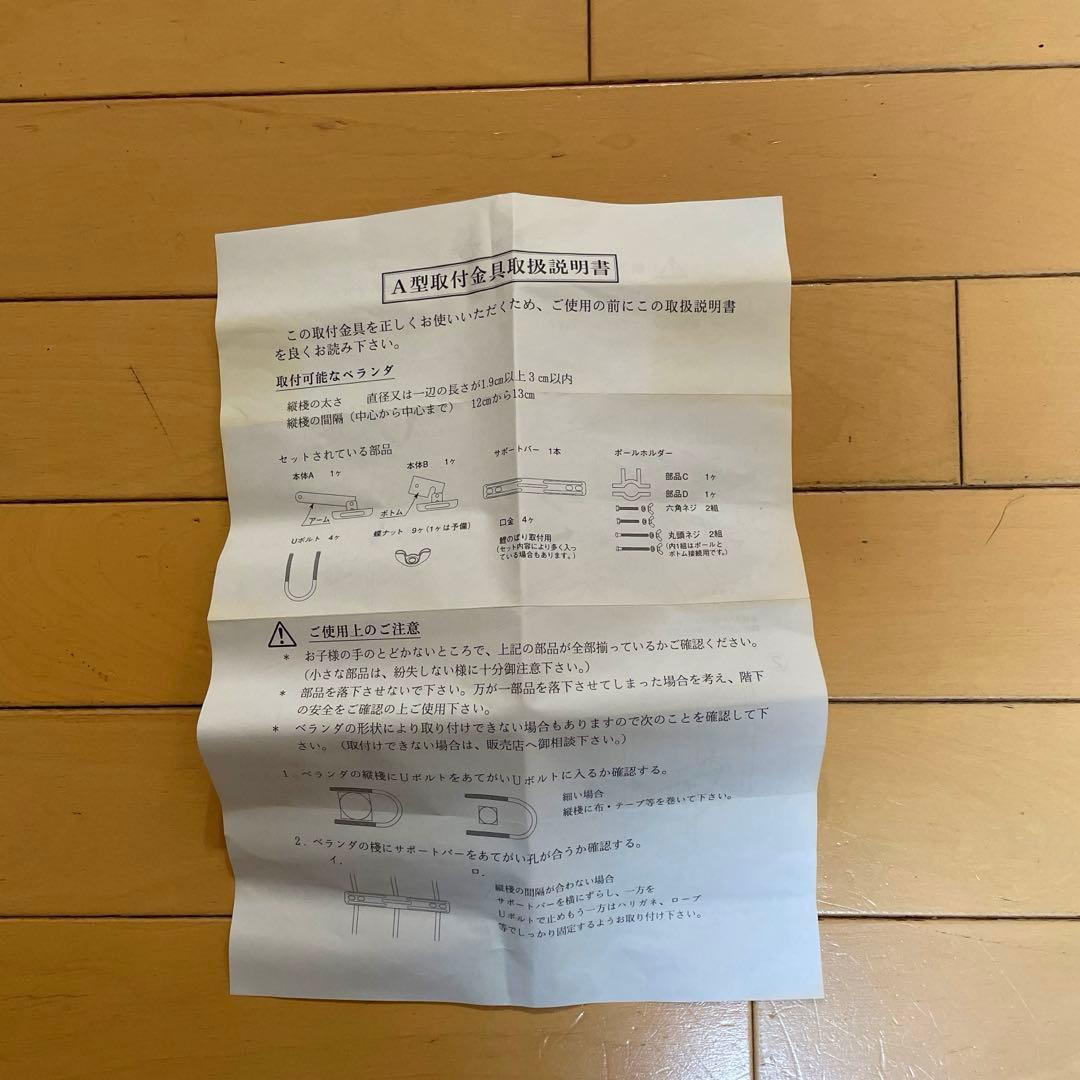 A型取付金具取扱説明書
この取付金具を正しくお使いいただくため、ご使用の前にこの取扱説明書
を良くお読み下さい。
取付可能なベランダ
縦棧の太さ 直径又は一辺の長さが1.9cm以上3cm以内
縦棧の間隔（中心から中心まで） 12cmから13cm
セットされている部品
本体A 1ヶ
アーム
本体B 1ヶ
ボトム
サポートバー 1本
ポールホルダー
部品C 1ヶ
部品D 1ヶ
六角ネジ 2組
丸頭ネジ 2組
(内1組はポールと
ボトム接続用です。)
Uボルト 4ヶ
蝶ナット 9ヶ(1ヶは予備)
口金 4ヶ
鯉のぼり取付用
(セット内容により多く入っ
ている場合もあります。)
ご使用上のご注意
* お子様の手のとどかないところで、上記の部品が全部揃っているかご確認ください。
(小さな部品は、紛失しない様に十分御注意下さい。)
* 部品を落下させないで下さい。万が一部品を落下させてしまった場合を考え、階下
の安全をご確認の上ご使用下さい。
* ベランダの形状により取り付けできない場合もありますので次のことを確認して下
さい。(取付けできない場合は、販売店へ御相談下さい。)
1. ベランダの縦棧にUボルトをあてがいUボルトに入るか確認する。
細い場合
縦棧に布・テープ等を巻いて下さい。
2. ベランダの棧にサポートバーをあてがい孔が合うか確認する。
イ.
ロ.
縦棧の間隔が合わない場合
サポートバーを横にずらし、一方を
Uボルトで止めもう一方はハリガネ、ロープ
等でしっかり固定するようお取り付け下さい。